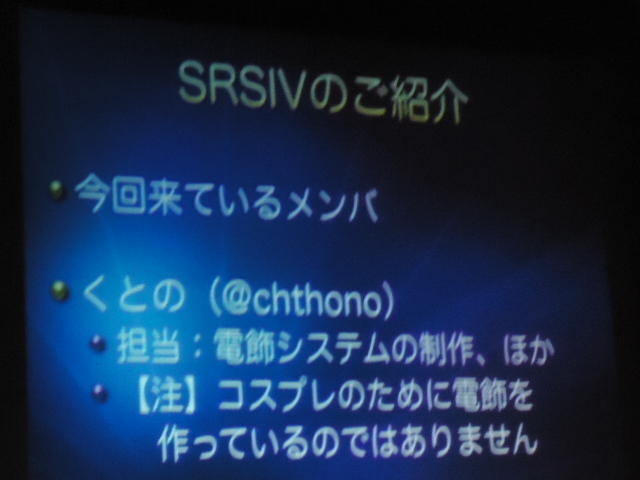 SRSIVのご紹介
今回来ているメンバ
くとの（@chthono）
担当：電飾システムの制作、ほか
【注】コスプレのために電飾を
作っているのではありません